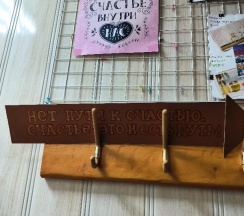 СЧАСТЬЕ
ВНУТРИ
НАС
НЕТ ПУТИ К СЧАСТЬЮ.
СЧАСТЬЕ-ЭТО И ЕСТЬ ПУТЬ!